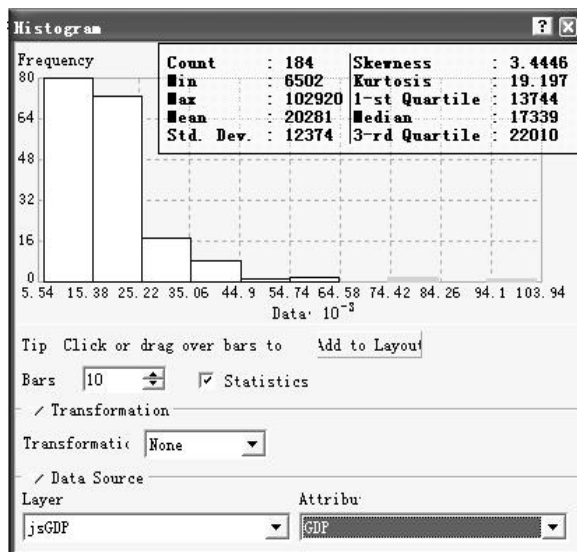 Histogram
Frequency
Count : 184 Skewness : 3.4446
Min : 6502 Kurtosis : 19.197
Max : 102920 1-st Quartile : 13744
Mean : 20281 Median : 17339
Std. Dev. : 12374 3-rd Quartile : 22010
80
64
48
32
16
0
5.54 15.38 25.22 35.06 44.9 54.74 64.58 74.42 84.26 94.1 103.94
Data· 10⁻³
Tip Click or drag over bars to Add to Layout
Bars 10 Statistics
Transformation
Transformatic None
Data Source
Layer Attribu
jsGDP GDP